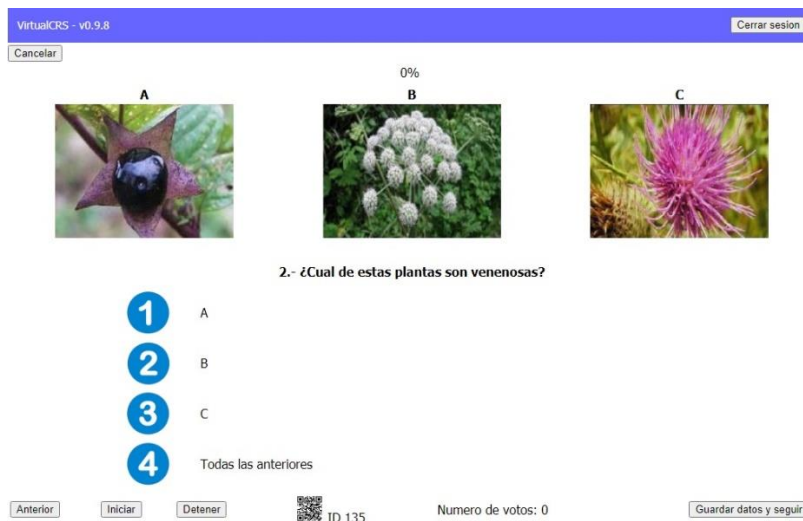 VirtualCRS - v0.9.8
Cerrar sesion
Cancelar
0%
A
B
C
2.- ¿Cual de estas plantas son venenosas?
1 A
2 B
3 C
4 Todas las anteriores
Anterior Iniciar Detener ID 135 Numero de votos: 0 Guardar datos y seguir